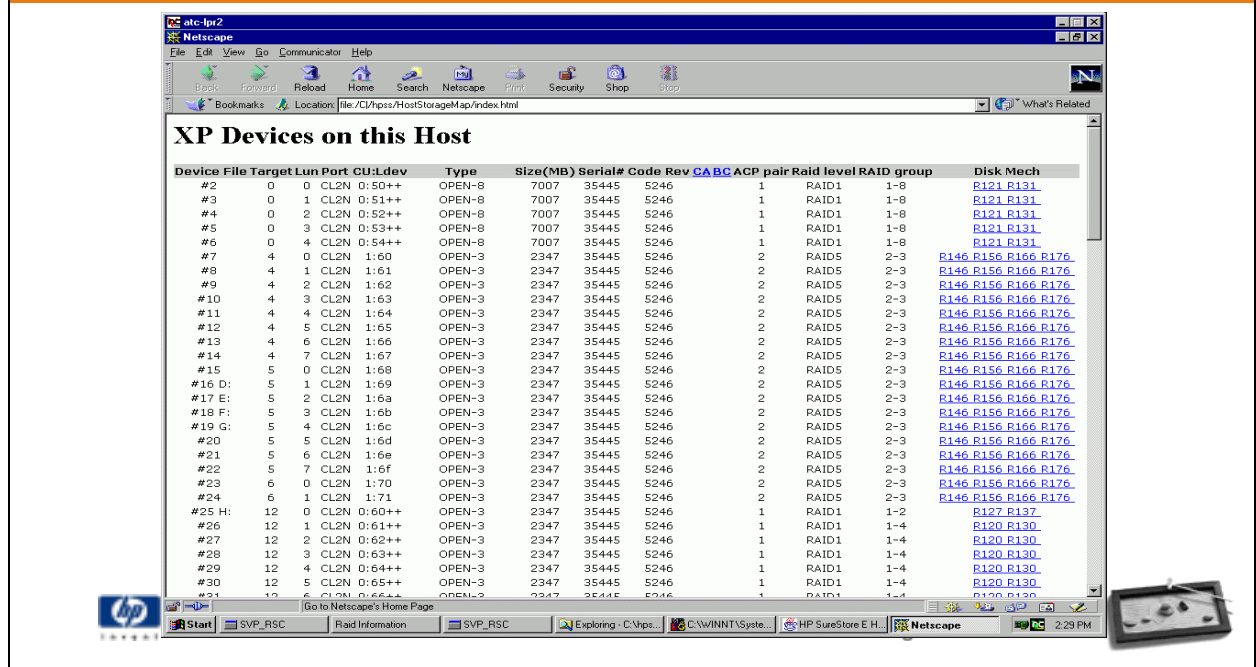 atc-lpr2
Netscape
File Edit View Go Communicator Help
Back Forward Reload Home Search Netscape Print Security Shop Stop
Bookmarks Location: file:/C|/hpss/HostStorageMap/index.html What's Related
XP Devices on this Host
Device File Target Lun Port CU:Ldev Type Size(MB) Serial# Code Rev CA BC ACP pair Raid level RAID group Disk Mech
#2 0 0 CL2N 0:50++ OPEN-8 7007 35445 5246 1 RAID1 1-8 R121 R131
#3 0 1 CL2N 0:51++ OPEN-8 7007 35445 5246 1 RAID1 1-8 R121 R131
#4 0 2 CL2N 0:52++ OPEN-8 7007 35445 5246 1 RAID1 1-8 R121 R131
#5 0 3 CL2N 0:53++ OPEN-8 7007 35445 5246 1 RAID1 1-8 R121 R131
#6 0 4 CL2N 0:54++ OPEN-8 7007 35445 5246 1 RAID1 1-8 R121 R131
#7 4 0 CL2N 1:60 OPEN-3 2347 35445 5246 2 RAID5 2-3 R146 R156 R166 R176
#8 4 1 CL2N 1:61 OPEN-3 2347 35445 5246 2 RAID5 2-3 R146 R156 R166 R176
#9 4 2 CL2N 1:62 OPEN-3 2347 35445 5246 2 RAID5 2-3 R146 R156 R166 R176
#10 4 3 CL2N 1:63 OPEN-3 2347 35445 5246 2 RAID5 2-3 R146 R156 R166 R176
#11 4 4 CL2N 1:64 OPEN-3 2347 35445 5246 2 RAID5 2-3 R146 R156 R166 R176
#12 4 5 CL2N 1:65 OPEN-3 2347 35445 5246 2 RAID5 2-3 R146 R156 R166 R176
#13 4 6 CL2N 1:66 OPEN-3 2347 35445 5246 2 RAID5 2-3 R146 R156 R166 R176
#14 4 7 CL2N 1:67 OPEN-3 2347 35445 5246 2 RAID5 2-3 R146 R156 R166 R176
#15 5 0 CL2N 1:68 OPEN-3 2347 35445 5246 2 RAID5 2-3 R146 R156 R166 R176
#16 D: 5 1 CL2N 1:69 OPEN-3 2347 35445 5246 2 RAID5 2-3 R146 R156 R166 R176
#17 E: 5 2 CL2N 1:6a OPEN-3 2347 35445 5246 2 RAID5 2-3 R146 R156 R166 R176
#18 F: 5 3 CL2N 1:6b OPEN-3 2347 35445 5246 2 RAID5 2-3 R146 R156 R166 R176
#19 G: 5 4 CL2N 1:6c OPEN-3 2347 35445 5246 2 RAID5 2-3 R146 R156 R166 R176
#20 5 5 CL2N 1:6d OPEN-3 2347 35445 5246 2 RAID5 2-3 R146 R156 R166 R176
#21 5 6 CL2N 1:6e OPEN-3 2347 35445 5246 2 RAID5 2-3 R146 R156 R166 R176
#22 5 7 CL2N 1:6f OPEN-3 2347 35445 5246 2 RAID5 2-3 R146 R156 R166 R176
#23 6 0 CL2N 1:70 OPEN-3 2347 35445 5246 2 RAID5 2-3 R146 R156 R166 R176
#24 6 1 CL2N 1:71 OPEN-3 2347 35445 5246 2 RAID5 2-3 R146 R156 R166 R176
#25 H: 12 0 CL2N 0:60++ OPEN-3 2347 35445 5246 1 RAID1 1-2 R127 R137
#26 12 1 CL2N 0:61++ OPEN-3 2347 35445 5246 1 RAID1 1-4 R120 R130
#27 12 2 CL2N 0:62++ OPEN-3 2347 35445 5246 1 RAID1 1-4 R120 R130
#28 12 3 CL2N 0:63++ OPEN-3 2347 35445 5246 1 RAID1 1-4 R120 R130
#29 12 4 CL2N 0:64++ OPEN-3 2347 35445 5246 1 RAID1 1-4 R120 R130
#30 12 5 CL2N 0:65++ OPEN-3 2347 35445 5246 1 RAID1 1-4 R120 R130
#31 12 6 CL2N 0:66++ OPEN-3 2347 35445 5246 1 RAID1 1-4 R120 R130
Go to Netscape's Home Page
Start SVP_RSC Raid Information SVP_RSC Exploring - C:\hps... C:\WINNT\Syste... HP SureStore E H... Netscape 2:29 PM
hp
invent